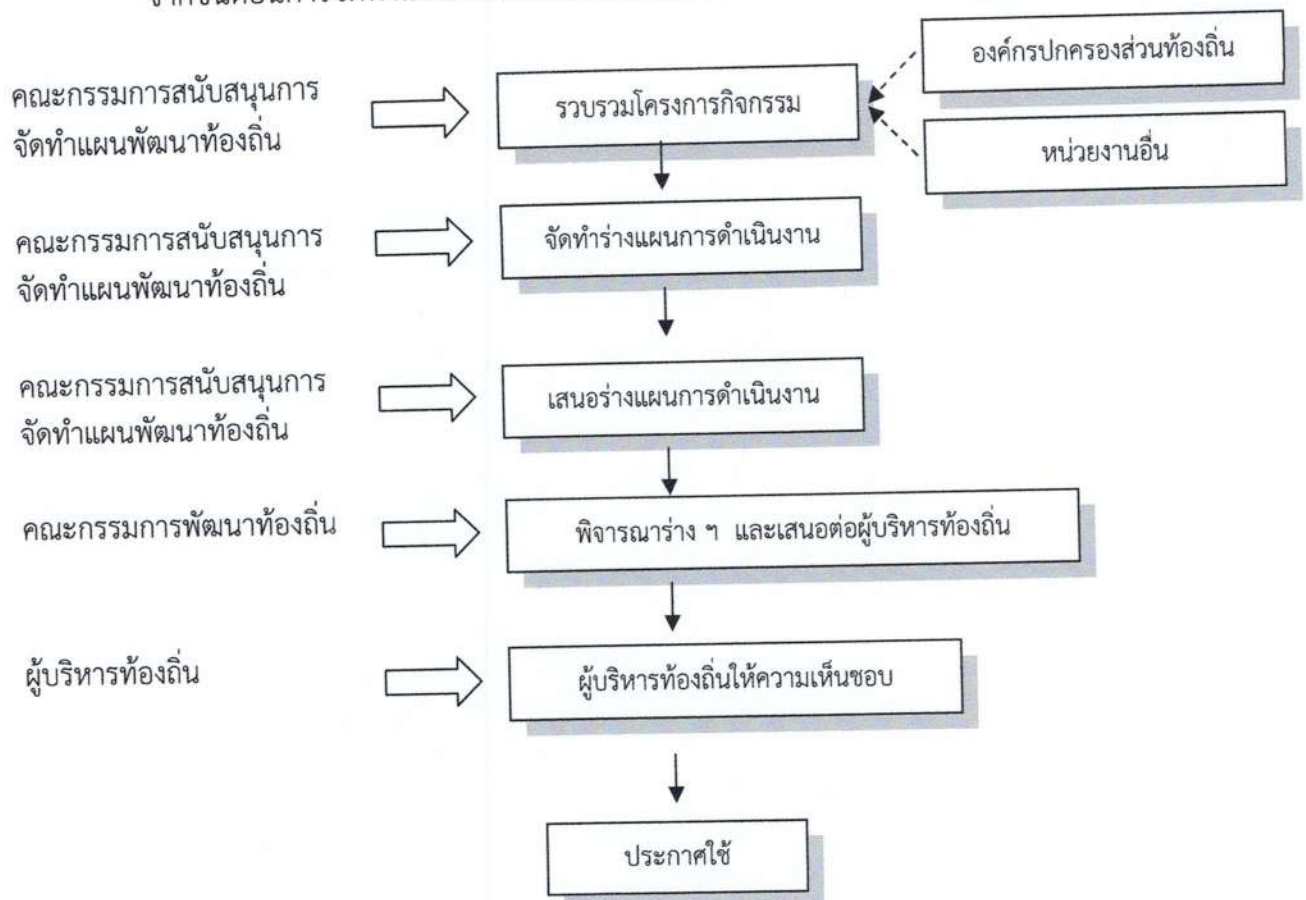 องค์กรปกครองส่วนท้องถิ่น
คณะกรรมการสนับสนุนการ
จัดทำแผนพัฒนาท้องถิ่น
รวบรวมโครงการกิจกรรม
หน่วยงานอื่น
คณะกรรมการสนับสนุนการ
จัดทำแผนพัฒนาท้องถิ่น
จัดทำร่างแผนการดำเนินงาน
คณะกรรมการสนับสนุนการ
จัดทำแผนพัฒนาท้องถิ่น
เสนอร่างแผนการดำเนินงาน
คณะกรรมการพัฒนาท้องถิ่น
พิจารณาร่าง ฯ และเสนอต่อผู้บริหารท้องถิ่น
ผู้บริหารท้องถิ่น
ผู้บริหารท้องถิ่นให้ความเห็นชอบ
ประกาศใช้